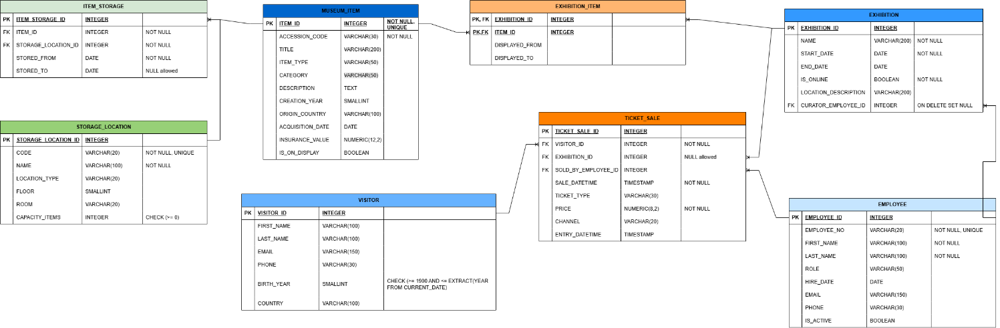 ITEM_STORAGE
PK ITEM_STORAGE_ID INTEGER
FK ITEM_ID INTEGER NOT NULL
FK STORAGE_LOCATION_ID INTEGER NOT NULL
STORED_FROM DATE NOT NULL
STORED_TO DATE NULL allowed
STORAGE_LOCATION
PK STORAGE_LOCATION_ID INTEGER
CODE VARCHAR(20) NOT NULL, UNIQUE
NAME VARCHAR(100) NOT NULL
LOCATION_TYPE VARCHAR(20)
FLOOR SMALLINT
ROOM VARCHAR(20)
CAPACITY_ITEMS INTEGER CHECK (>= 0)
MUSEUM_ITEM
PK ITEM_ID INTEGER NOT NULL,
UNIQUE
ACCESSION_CODE VARCHAR(30) NOT NULL
TITLE VARCHAR(200)
ITEM_TYPE VARCHAR(50)
CATEGORY VARCHAR(50)
DESCRIPTION TEXT
CREATION_YEAR SMALLINT
ORIGIN_COUNTRY VARCHAR(100)
ACQUISITION_DATE DATE
INSURANCE_VALUE NUMERIC(12,2)
IS_ON_DISPLAY BOOLEAN
VISITOR
PK VISITOR_ID INTEGER
FIRST_NAME VARCHAR(100)
LAST_NAME VARCHAR(100)
EMAIL VARCHAR(150)
PHONE VARCHAR(30)
BIRTH_YEAR SMALLINT CHECK (>= 1900 AND <= EXTRACT(YEAR
FROM CURRENT_DATE)
COUNTRY VARCHAR(100)
EXHIBITION_ITEM
PK, FK EXHIBITION_ID INTEGER
PK,FK ITEM_ID INTEGER
DISPLAYED_FROM
DISPLAYED_TO
TICKET_SALE
PK TICKET_SALE_ID INTEGER
FK VISITOR_ID INTEGER NOT NULL
FK EXHIBITION_ID INTEGER NULL allowed
FK SOLD_BY_EMPLOYEE_ID INTEGER
SALE_DATETIME TIMESTAMP NOT NULL
TICKET_TYPE VARCHAR(30)
PRICE NUMERIC(8,2) NOT NULL
CHANNEL VARCHAR(20)
ENTRY_DATETIME TIMESTAMP
EXHIBITION
PK EXHIBITION_ID INTEGER
NAME VARCHAR(200) NOT NULL
START_DATE DATE NOT NULL
END_DATE DATE
IS_ONLINE BOOLEAN NOT NULL
LOCATION_DESCRIPTION VARCHAR(200)
FK CURATOR_EMPLOYEE_ID INTEGER ON DELETE SET NULL
EMPLOYEE
PK EMPLOYEE_ID INTEGER
EMPLOYEE_NO VARCHAR(20) NOT NULL, UNIQUE
FIRST_NAME VARCHAR(100) NOT NULL
LAST_NAME VARCHAR(100) NOT NULL
ROLE VARCHAR(50)
HIRE_DATE DATE
EMAIL VARCHAR(150)
PHONE VARCHAR(30)
IS_ACTIVE BOOLEAN